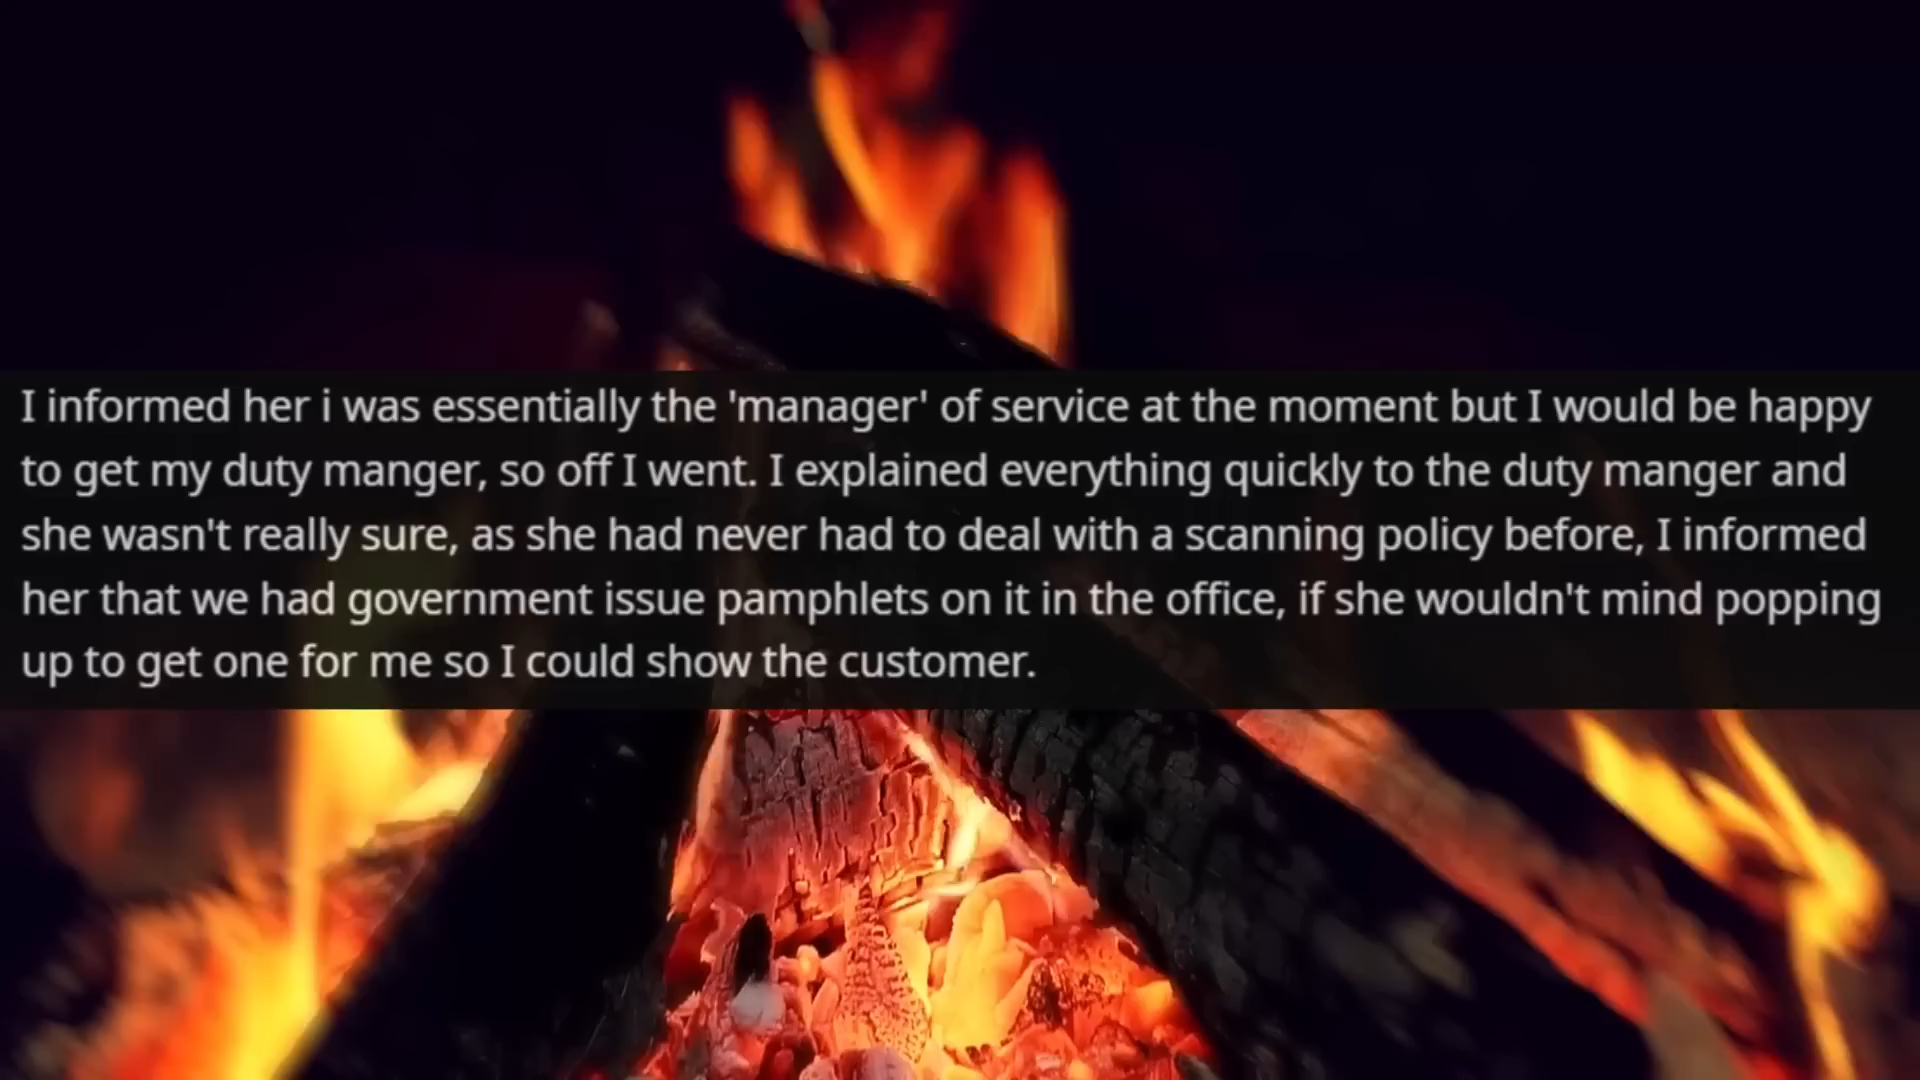 I informed her i was essentially the 'manager' of service at the moment but I would be happy
to get my duty manger, so off I went. I explained everything quickly to the duty manger and
she wasn't really sure, as she had never had to deal with a scanning policy before, I informed
her that we had government issue pamphlets on it in the office, if she wouldn't mind popping
up to get one for me so I could show the customer.